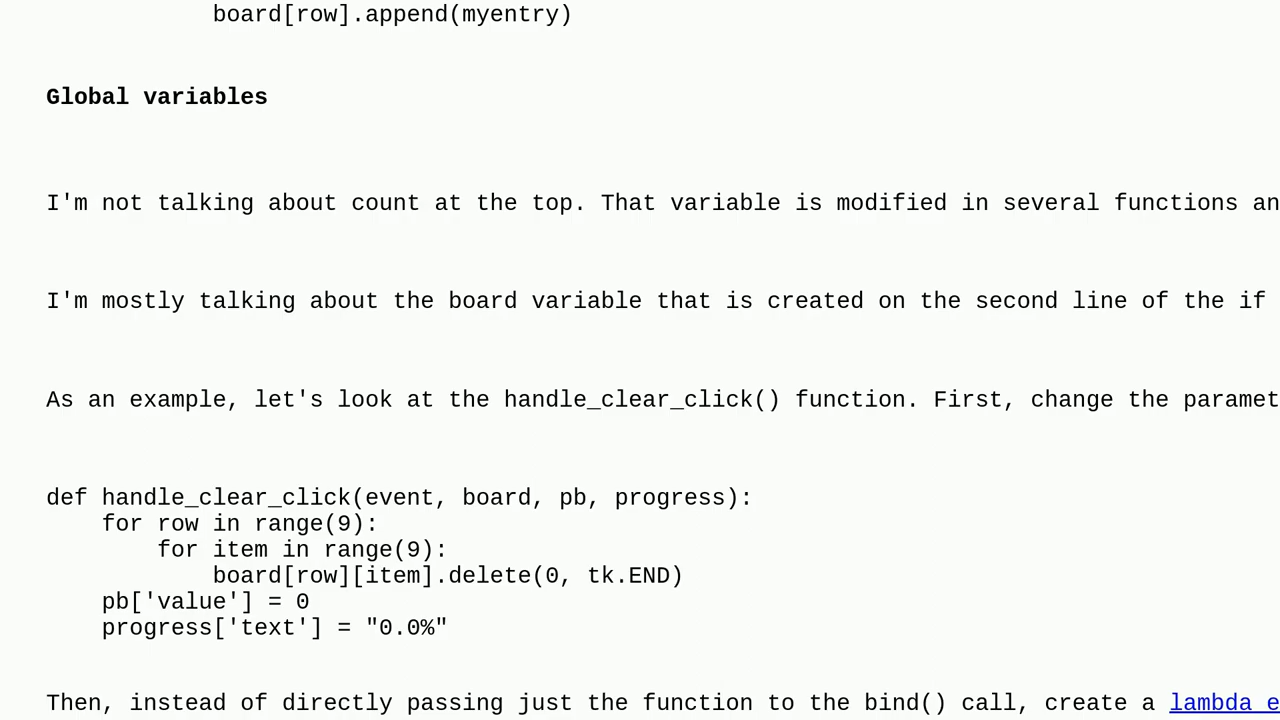 board[row].append(myentry)
Global variables
I'm not talking about count at the top. That variable is modified in several functions an
I'm mostly talking about the board variable that is created on the second line of the if
As an example, let's look at the handle_clear_click() function. First, change the paramet
def handle_clear_click(event, board, pb, progress):
    for row in range(9):
        for item in range(9):
            board[row][item].delete(0, tk.END)
    pb['value'] = 0
    progress['text'] = "0.0%"
Then, instead of directly passing just the function to the bind() call, create a lambda e